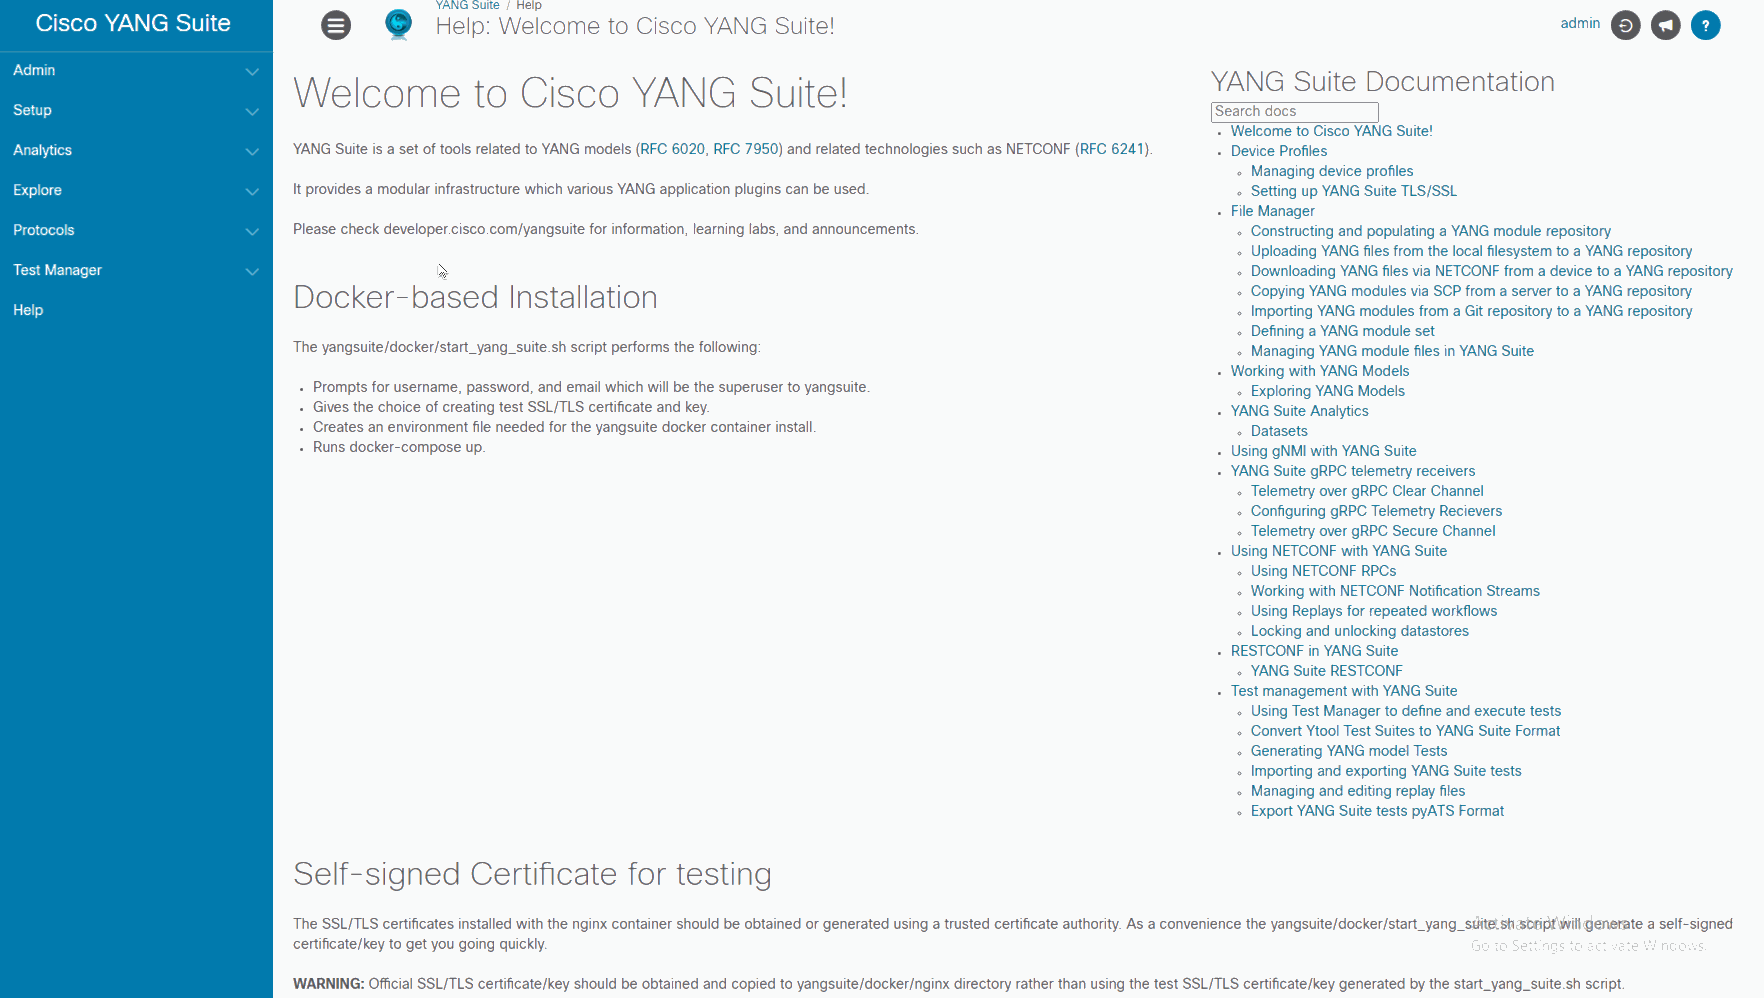 Cisco YANG Suite
Admin
Setup
Analytics
Explore
Protocols
Test Manager
Help
YANG Suite / Help
Help: Welcome to Cisco YANG Suite!
admin
?
Welcome to Cisco YANG Suite!
YANG Suite is a set of tools related to YANG models (RFC 6020, RFC 7950) and related technologies such as NETCONF (RFC 6241).
It provides a modular infrastructure which various YANG application plugins can be used.
Please check developer.cisco.com/yangsuite for information, learning labs, and announcements.
Docker-based Installation
The yangsuite/docker/start_yang_suite.sh script performs the following:
Prompts for username, password, and email which will be the superuser to yangsuite.
Gives the choice of creating test SSL/TLS certificate and key.
Creates an environment file needed for the yangsuite docker container install.
Runs docker-compose up.
YANG Suite Documentation
Search docs
Welcome to Cisco YANG Suite!
Device Profiles
Managing device profiles
Setting up YANG Suite TLS/SSL
File Manager
Constructing and populating a YANG module repository
Uploading YANG files from the local filesystem to a YANG repository
Downloading YANG files via NETCONF from a device to a YANG repository
Copying YANG modules via SCP from a server to a YANG repository
Importing YANG modules from a Git repository to a YANG repository
Defining a YANG module set
Managing YANG module files in YANG Suite
Working with YANG Models
Exploring YANG Models
YANG Suite Analytics
Datasets
Using gNMI with YANG Suite
YANG Suite gRPC telemetry receivers
Telemetry over gRPC Clear Channel
Configuring gRPC Telemetry Recievers
Telemetry over gRPC Secure Channel
Using NETCONF with YANG Suite
Using NETCONF RPCs
Working with NETCONF Notification Streams
Using Replays for repeated workflows
Locking and unlocking datastores
RESTCONF in YANG Suite
YANG Suite RESTCONF
Test management with YANG Suite
Using Test Manager to define and execute tests
Convert Ytool Test Suites to YANG Suite Format
Generating YANG model Tests
Importing and exporting YANG Suite tests
Managing and editing replay files
Export YANG Suite tests pyATS Format
Self-signed Certificate for testing
The SSL/TLS certificates installed with the nginx container should be obtained or generated using a trusted certificate authority. As a convenience the yangsuite/docker/start_yang_suite.sh script will generate a self-signed
certificate/key to get you going quickly.
WARNING: Official SSL/TLS certificate/key should be obtained and copied to yangsuite/docker/nginx directory rather than using the test SSL/TLS certificate/key generated by the start_yang_suite.sh script.
Activate Windows
Go to Settings to activate Windows.